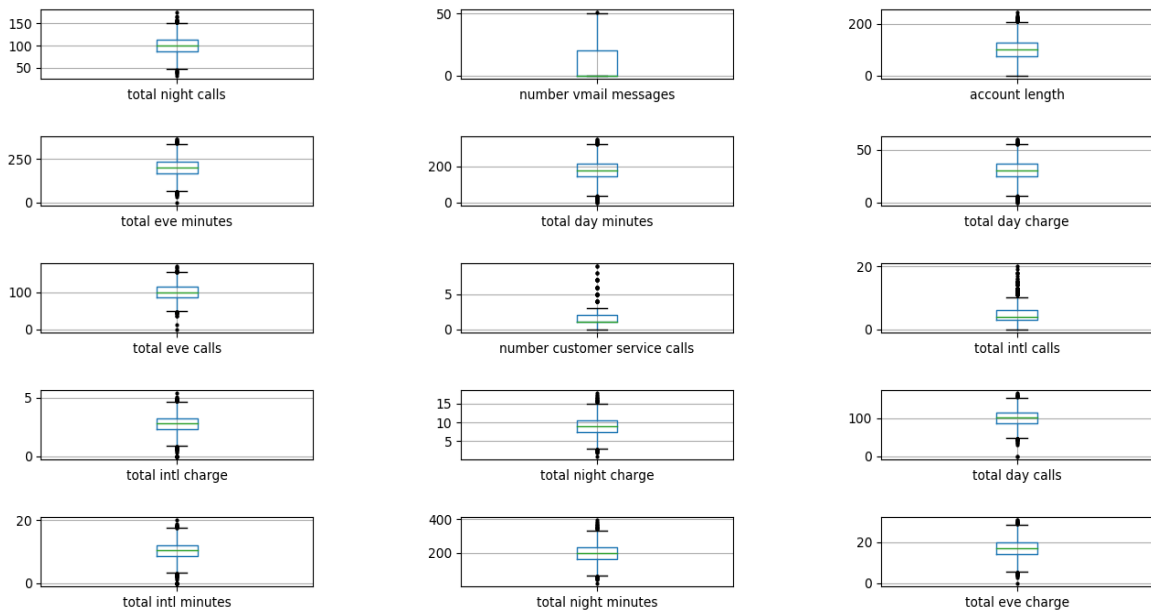 150
100
50
total night calls
50
0
number vmail messages
200
0
account length
250
0
total eve minutes
200
0
total day minutes
50
0
total day charge
100
0
total eve calls
5
0
number customer service calls
20
0
total intl calls
5
0
total intl charge
15
10
5
total night charge
100
0
total day calls
20
0
total intl minutes
400
200
total night minutes
20
0
total eve charge